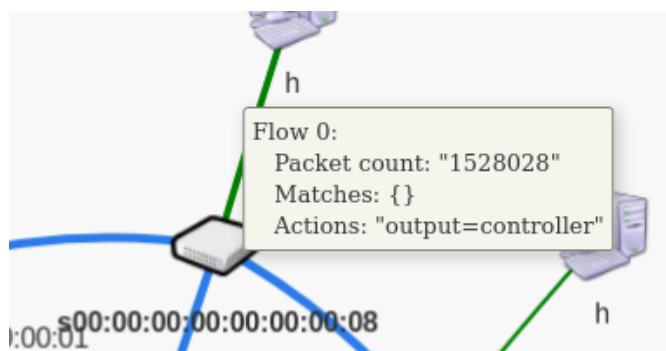 h
Flow 0:
Packet count: "1528028"
Matches: {}
Actions: "output=controller"
h
s00:00:00:00:00:00:00:08
:00:01